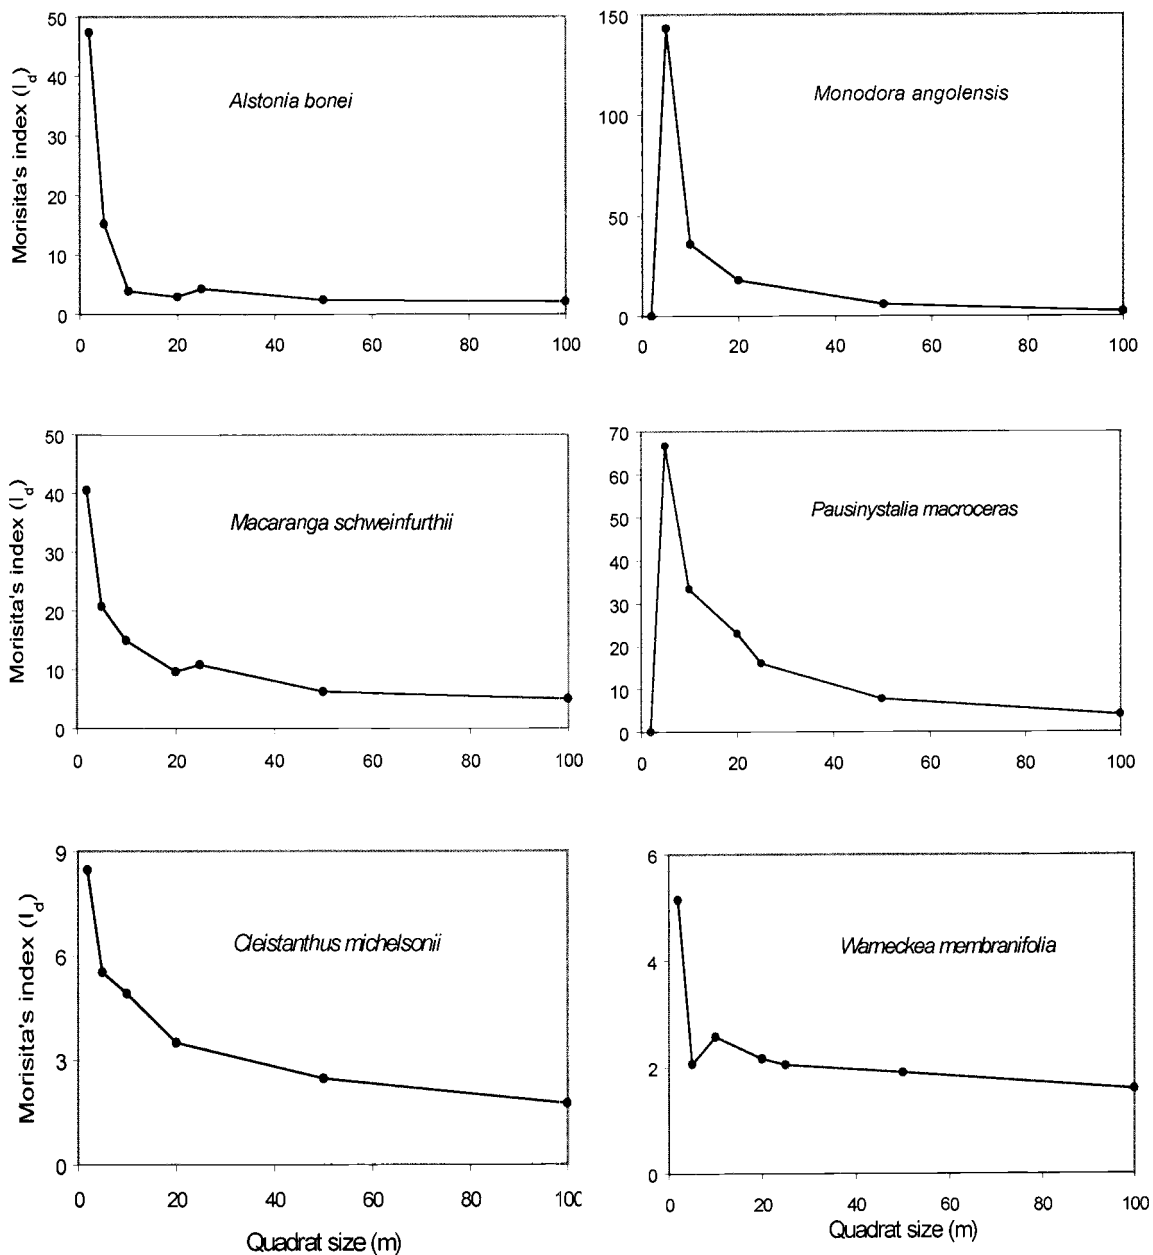 50
40
30
20
10
0
Morisita's index (I_d)
Alstonia bonei
0 20 40 60 80 100
150
100
50
0
Monodora angolensis
0 20 40 60 80 100
50
40
30
20
10
0
Morisita's index (I_d)
Macaranga schweinfurthii
0 20 40 60 80 100
70
60
50
40
30
20
10
0
Pausinystalia macroceras
0 20 40 60 80 100
9
6
3
0
Morisita's index (I_d)
Cleistanthus michelsonii
0 20 40 60 80 100
Quadrat size (m)
6
4
2
0
Warneckea membranifolia
0 20 40 60 80 100
Quadrat size (m)